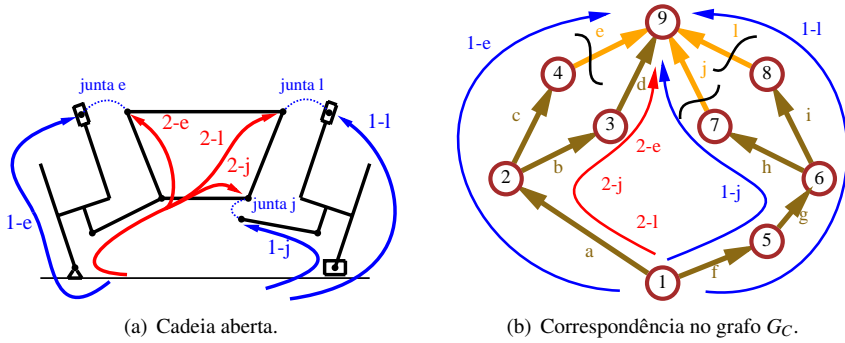 junta e
junta l
2-e
2-l
2-j
1-l
1-e
junta j
1-j
(a) Cadeia aberta.
9
1-e
1-l
e
l
4
d
j
8
c
3
7
i
b
2-e
h
2
2-j
1-j
6
2-l
g
5
a
f
1
(b) Correspondência no grafo G_C.